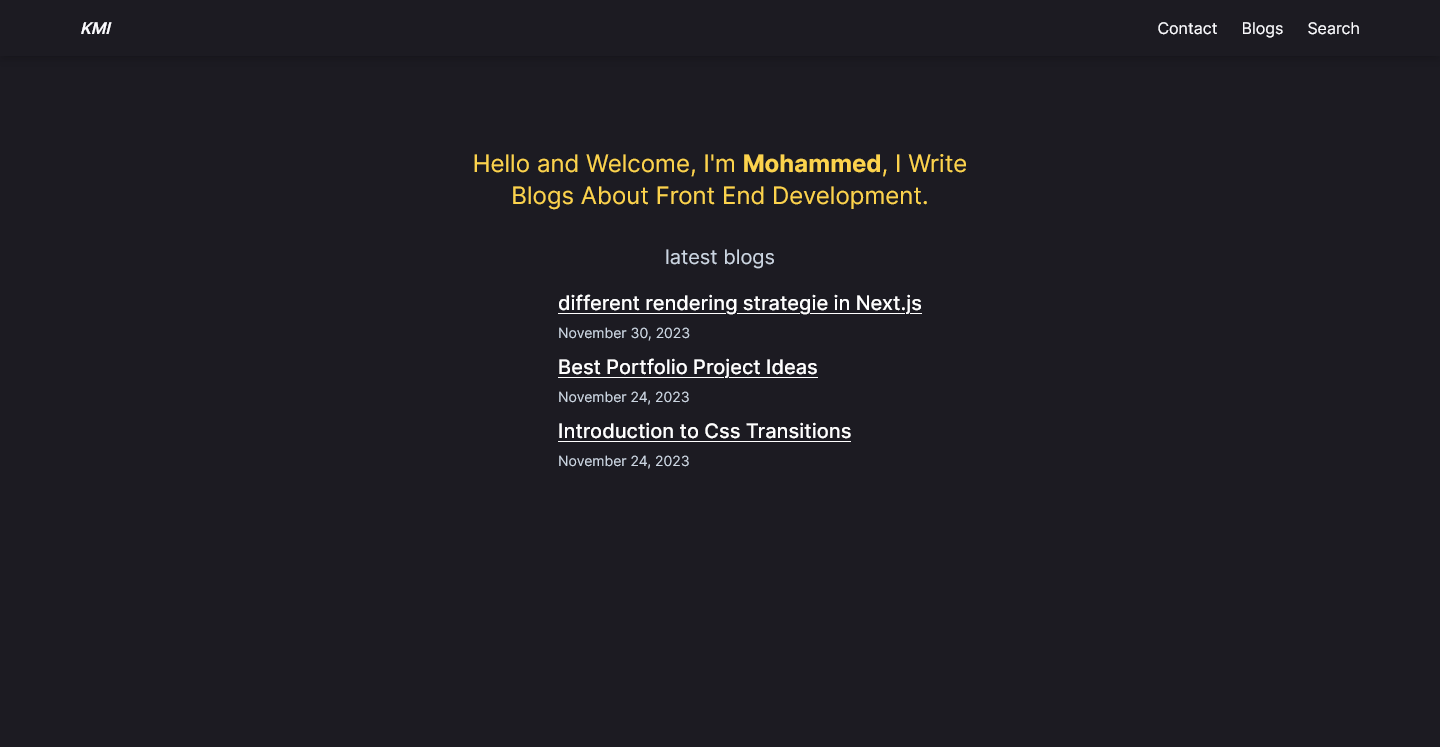 KMI
Contact Blogs Search
Hello and Welcome, I'm Mohammed, I Write
Blogs About Front End Development.
latest blogs
different rendering strategie in Next.js
November 30, 2023
Best Portfolio Project Ideas
November 24, 2023
Introduction to Css Transitions
November 24, 2023